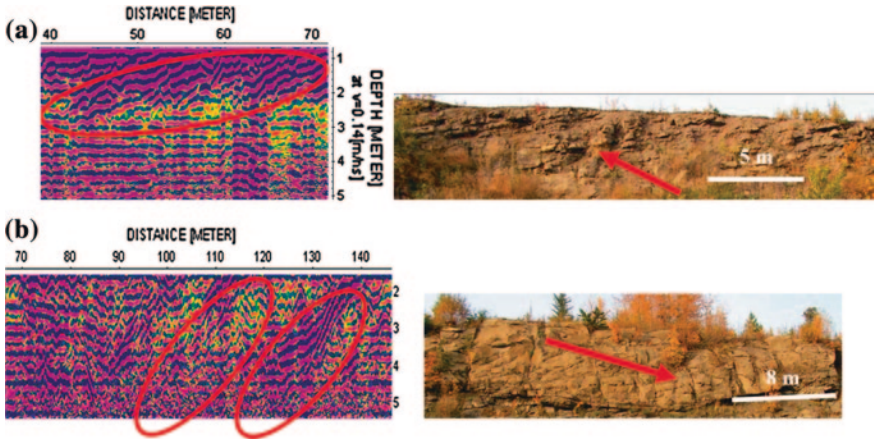 DISTANCE [METER]
(a)
40 50 60 70
1
2
3
4
5
DEPTH [METER]
at v=0.14[m/ns]
5 m
(b)
DISTANCE [METER]
70 80 90 100 110 120 130 140
2
3
4
5
8 m